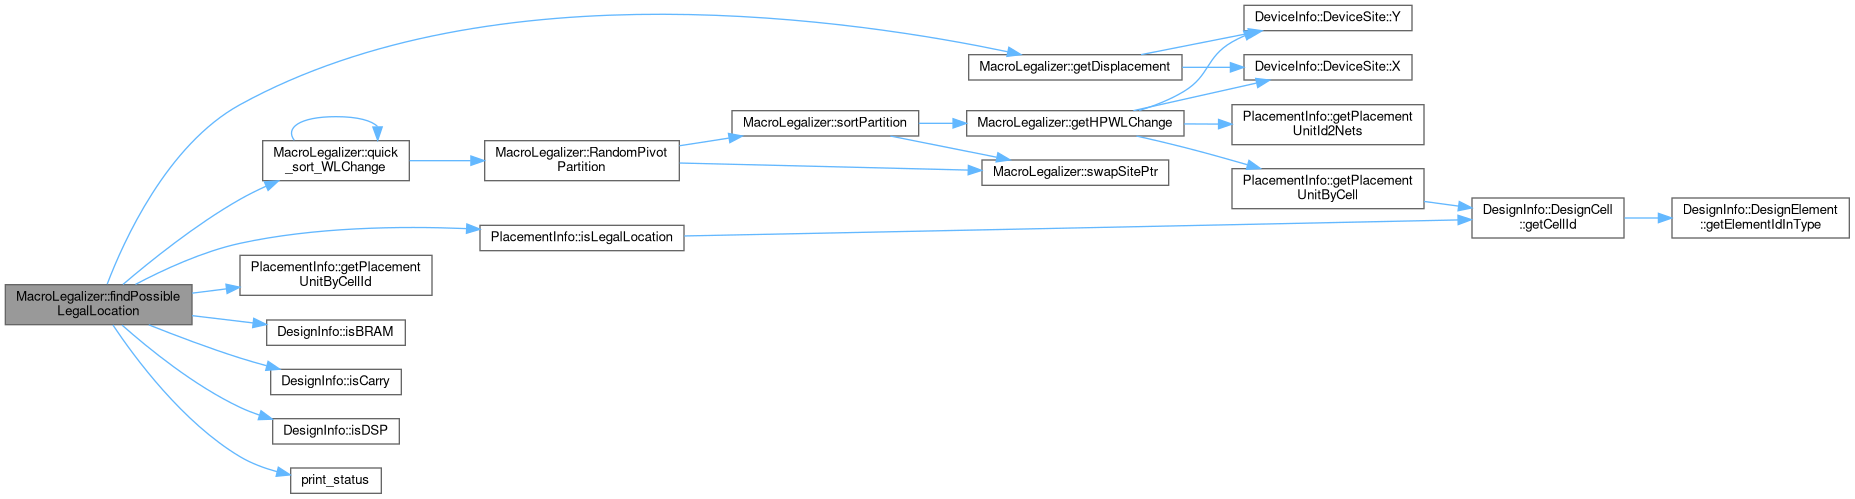 DeviceInfo::DeviceSite::Y
MacroLegalizer::getDisplacement
DeviceInfo::DeviceSite::X
MacroLegalizer::sortPartition
MacroLegalizer::getHPWLChange
PlacementInfo::getPlacement
UnitId2Nets
MacroLegalizer::quick
_sort_WLChange
MacroLegalizer::RandomPivot
Partition
MacroLegalizer::swapSitePtr
PlacementInfo::getPlacement
UnitByCell
DesignInfo::DesignCell
::getCellId
DesignInfo::DesignElement
::getElementIdInType
PlacementInfo::isLegalLocation
PlacementInfo::getPlacement
UnitByCellId
MacroLegalizer::findPossible
LegalLocation
DesignInfo::isBRAM
DesignInfo::isCarry
DesignInfo::isDSP
print_status